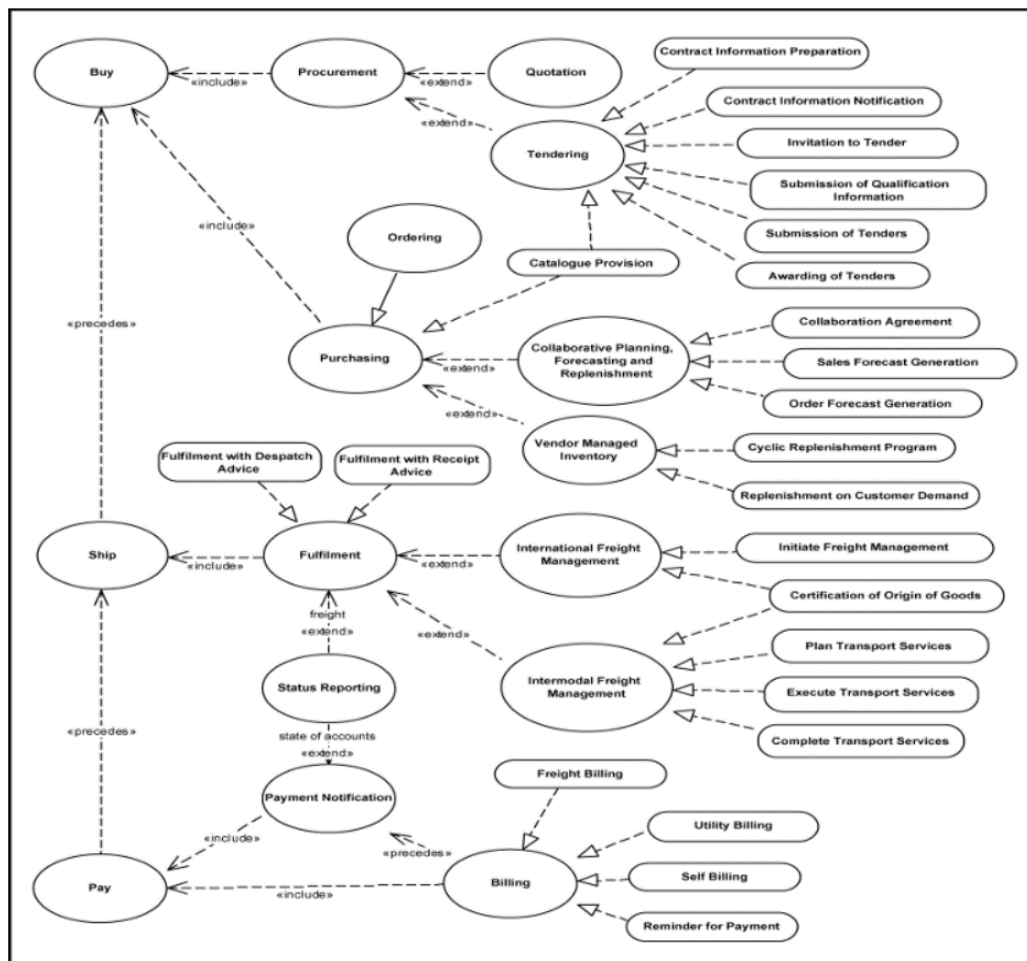 Contract Information Preparation
Buy
Procurement
Quotation
«include»
«extend»
Contract Information Notification
«extend»
Tendering
Invitation to Tender
Submission of Qualification
Information
«include»
Ordering
Submission of Tenders
Catalogue Provision
Awarding of Tenders
«precedes»
Collaboration Agreement
Purchasing
Collaborative Planning,
Forecasting and
Replenishment
«extend»
Sales Forecast Generation
Order Forecast Generation
«extend»
Vendor Managed
Inventory
Cyclic Replenishment Program
Fulfilment with Despatch
Advice
Fulfilment with Receipt
Advice
Replenishment on Customer Demand
Ship
Fulfilment
«include»
«extend»
International Freight
Management
Initiate Freight Management
Certification of Origin of Goods
freight
«extend»
«extend»
Plan Transport Services
Status Reporting
Intermodal Freight
Management
Execute Transport Services
«precedes»
state of accounts
«extend»
Complete Transport Services
Freight Billing
Payment Notification
Utility Billing
«include»
«precedes»
Pay
Billing
Self Billing
«include»
Reminder for Payment